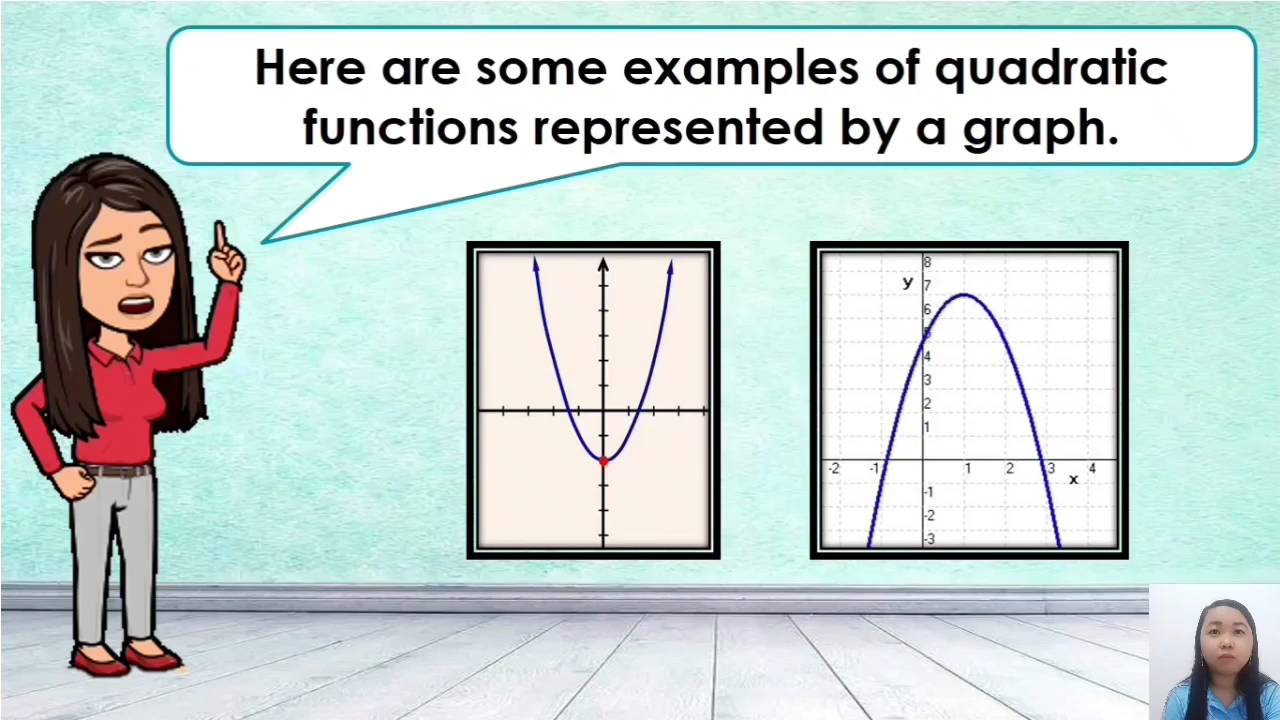 Here are some examples of quadratic
functions represented by a graph.
8
y 7
6
5
4
3
2
1
-2 -1 1 2 3 4
x
-1
-2
-3